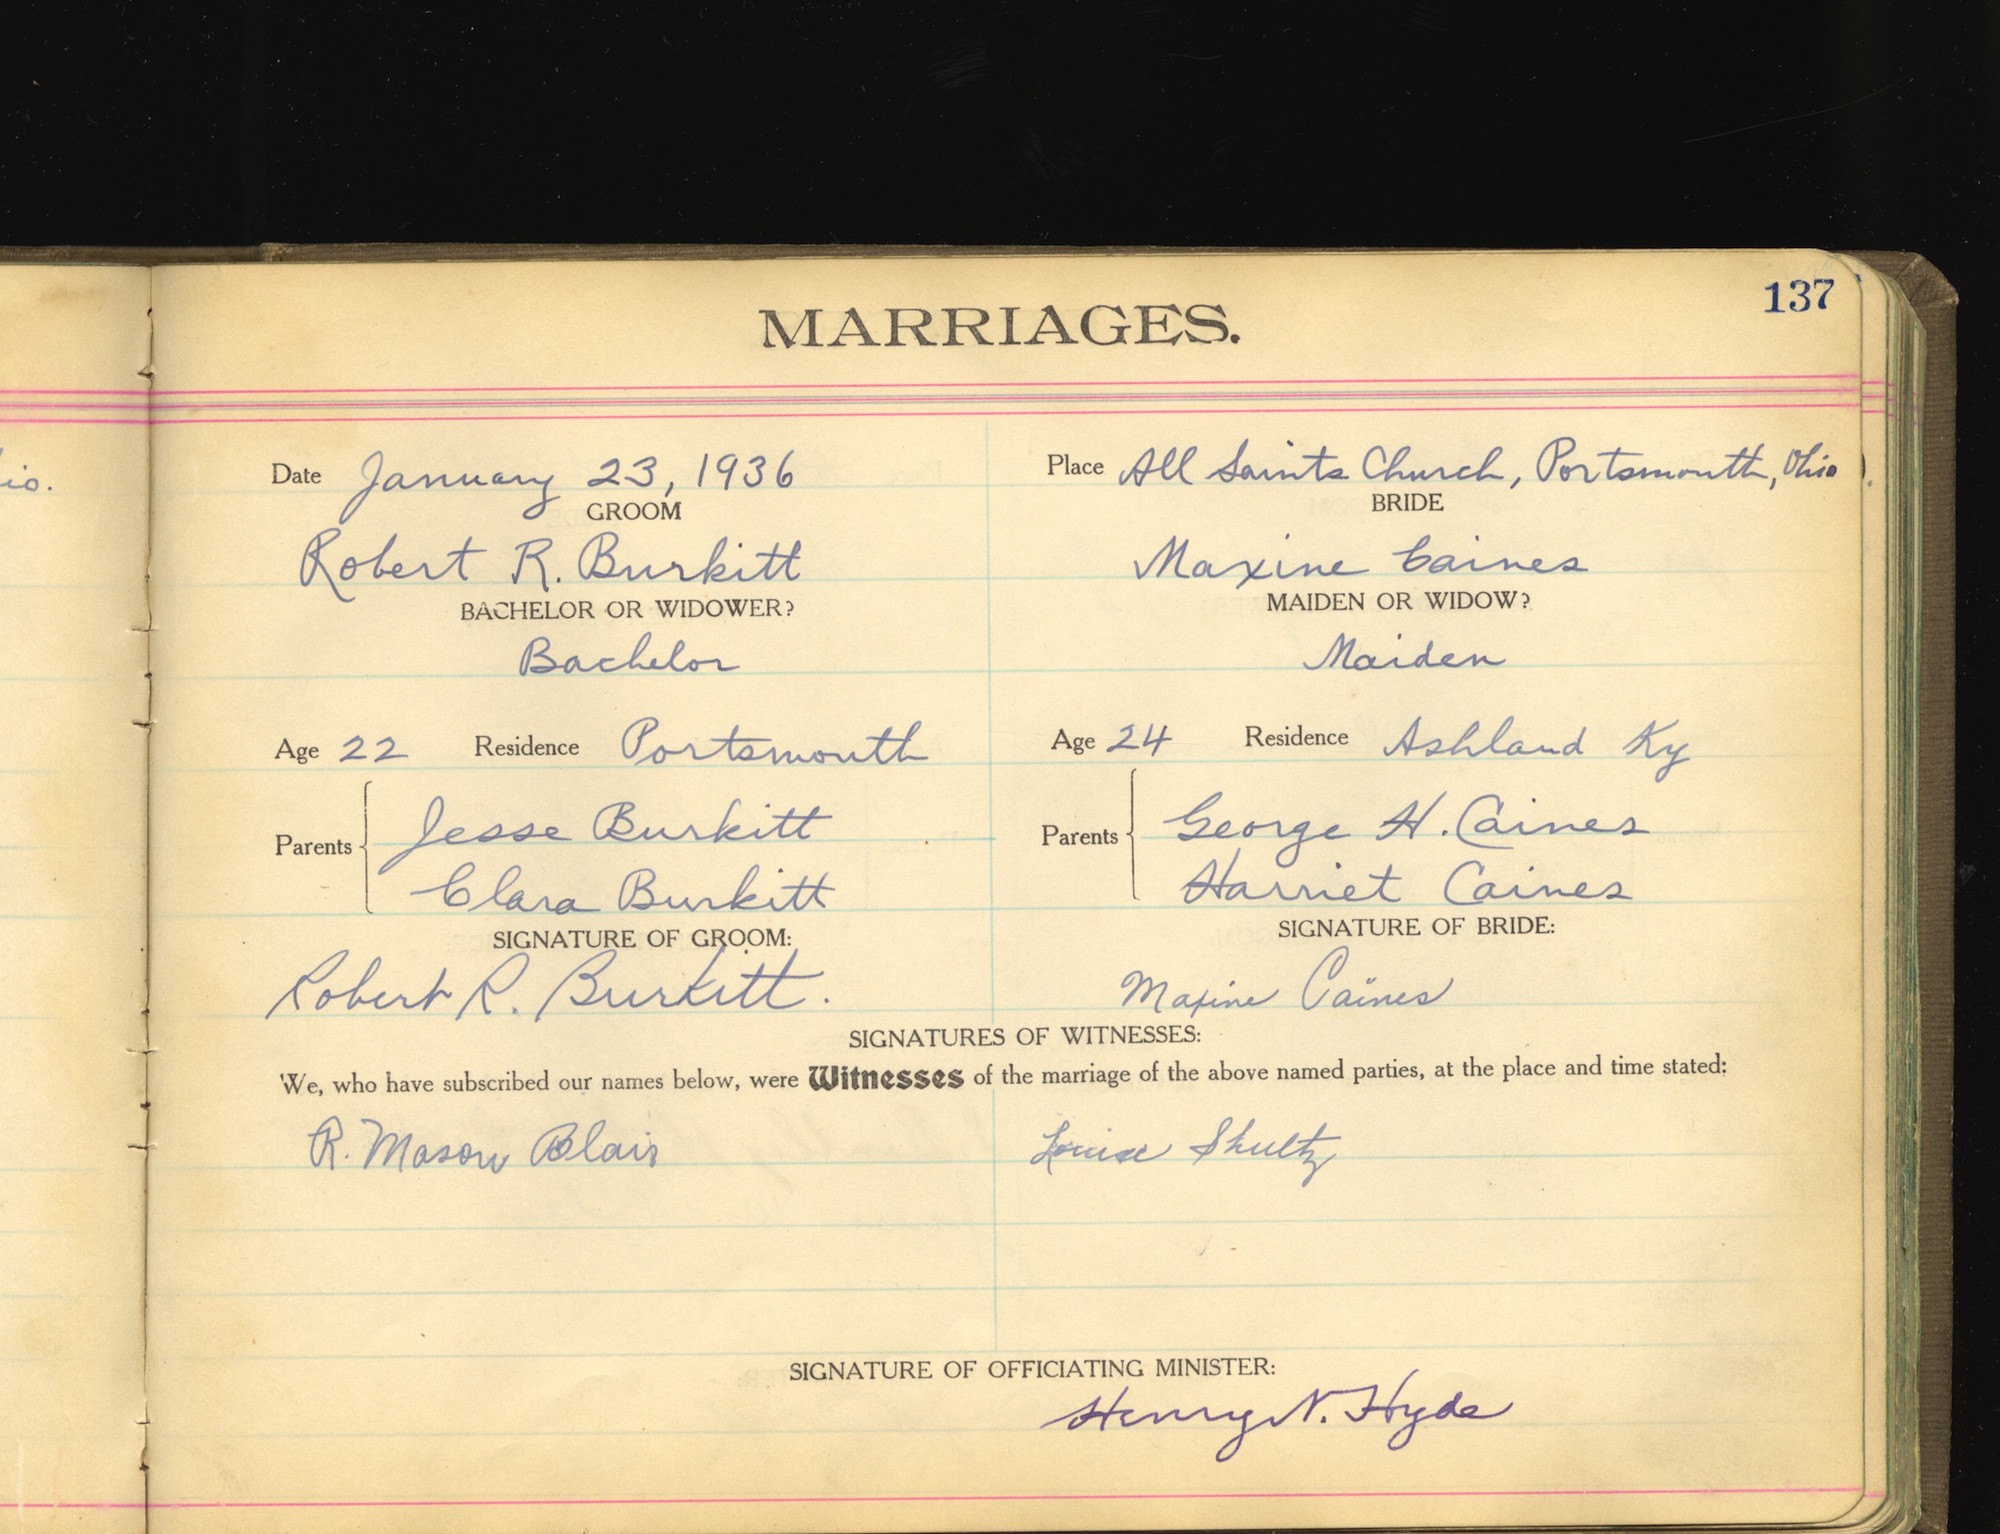 137
MARRIAGES.
io.
Date January 23, 1936 Place All Saints Church, Portsmouth, Ohio
GROOM BRIDE
Robert R. Burkitt Maxine Caines
BACHELOR OR WIDOWER? MAIDEN OR WIDOW?
Bachelor Maiden
Age 22 Residence Portsmouth Age 24 Residence Ashland Ky
Parents Jesse Burkitt Parents George H. Caines
Clara Burkitt Harriet Caines
SIGNATURE OF GROOM: SIGNATURE OF BRIDE:
Robert R. Burkitt. Maxine Caines
SIGNATURES OF WITNESSES:
We, who have subscribed our names below, were Witnesses of the marriage of the above named parties, at the place and time stated:
R. Mason Blair Louise Shultz
SIGNATURE OF OFFICIATING MINISTER:
Henry N. Hyde